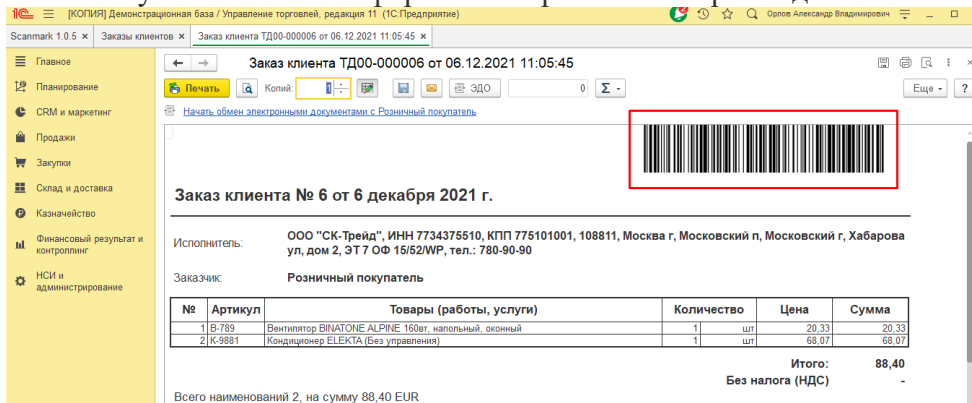 [КОПИЯ] Демонстрационная база / Управление торговлей, редакция 11 (1С:Предприятие)
Орлов Александр Владимирович
Scanmark 1.0.5 × Заказы клиентов × Заказ клиента ТД00-000006 от 06.12.2021 11:05:45 ×
Главное
Планирование
CRM и маркетинг
Продажи
Закупки
Склад и доставка
Казначейство
Финансовый результат и
контроллинг
НСИ и
администрирование
Заказ клиента ТД00-000006 от 06.12.2021 11:05:45
Печать Копий: 1 ЭДО 0 Σ Еще ?
Начать обмен электронными документами с Розничный покупатель
Заказ клиента № 6 от 6 декабря 2021 г.
Исполнитель: ООО "СК-Трейд", ИНН 7734375510, КПП 775101001, 108811, Москва г, Московский п, Московский г, Хабарова
ул, дом 2, ЭТ 7 ОФ 15/52/WP, тел.: 780-90-90
Заказчик: Розничный покупатель
№ Артикул Товары (работы, услуги) Количество Цена Сумма
1 В-789 Вентилятор BINATONE ALPINE 160вт, напольный, оконный 1 шт 20,33 20,33
2 К-9881 Кондиционер ELEKTA (Без управления) 1 шт 68,07 68,07
Итого: 88,40
Без налога (НДС) -
Всего наименований 2, на сумму 88,40 EUR